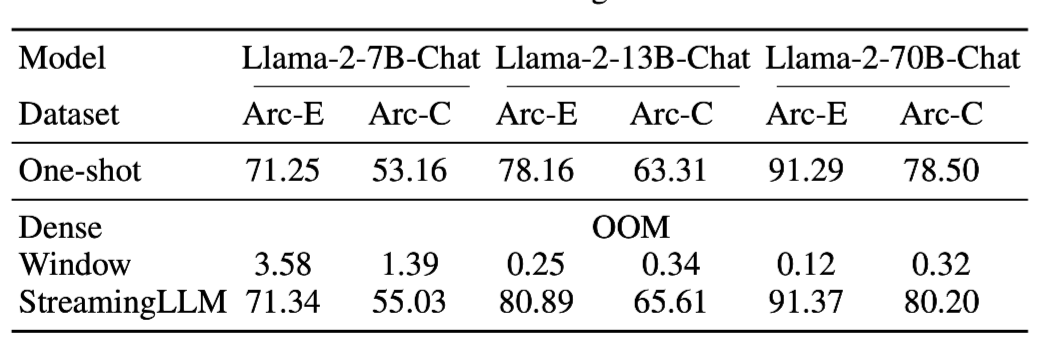 Model Llama-2-7B-Chat Llama-2-13B-Chat Llama-2-70B-Chat
Dataset Arc-E Arc-C Arc-E Arc-C Arc-E Arc-C
One-shot 71.25 53.16 78.16 63.31 91.29 78.50
Dense OOM
Window 3.58 1.39 0.25 0.34 0.12 0.32
StreamingLLM 71.34 55.03 80.89 65.61 91.37 80.20